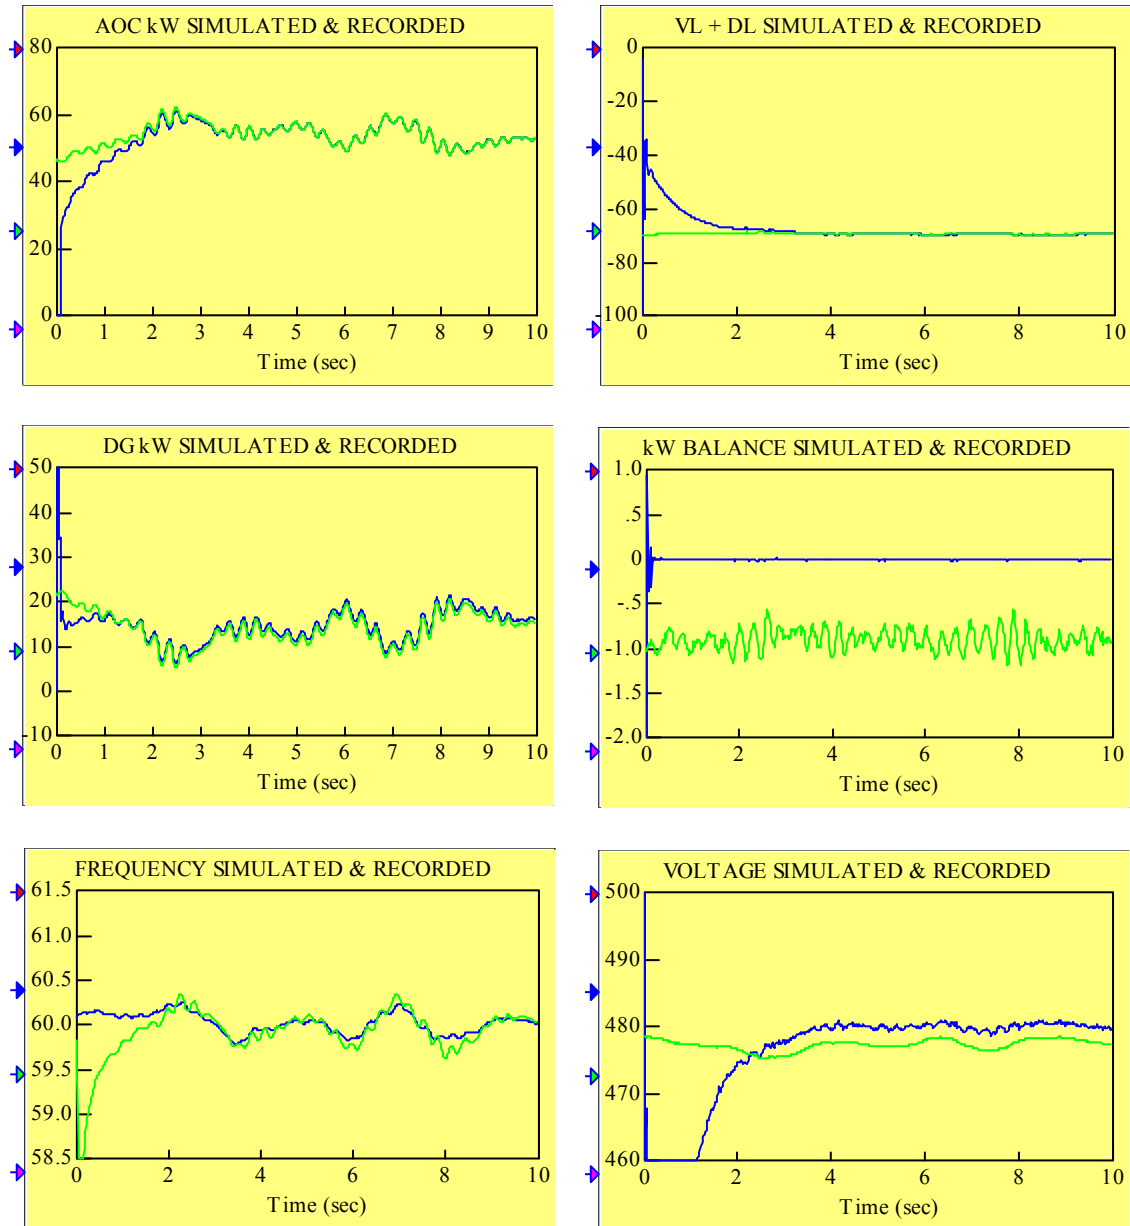 AOC kW SIMULATED & RECORDED
80
60
40
20
0
0 1 2 3 4 5 6 7 8 9 10
Time (sec)
VL + DL SIMULATED & RECORDED
0
-20
-40
-60
-80
-100
0 2 4 6 8 10
Time (sec)
DG kW SIMULATED & RECORDED
50
40
30
20
10
0
-10
0 1 2 3 4 5 6 7 8 9 10
Time (sec)
kW BALANCE SIMULATED & RECORDED
1.0
.5
0
-.5
-1.0
-1.5
-2.0
0 2 4 6 8 10
Time (sec)
FREQUENCY SIMULATED & RECORDED
61.5
61.0
60.5
60.0
59.5
59.0
58.5
0 2 4 6 8 10
Time (sec)
VOLTAGE SIMULATED & RECORDED
500
490
480
470
460
0 2 4 6 8 10
Time (sec)